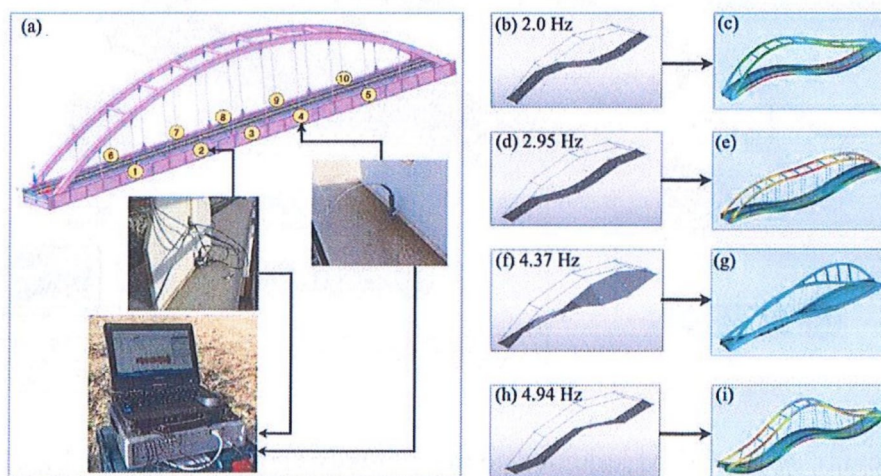 (a)
10
9
8
7
6
5
4
3
2
1
(b) 2.0 Hz
(c)
(d) 2.95 Hz
(e)
(f) 4.37 Hz
(g)
(h) 4.94 Hz
(i)